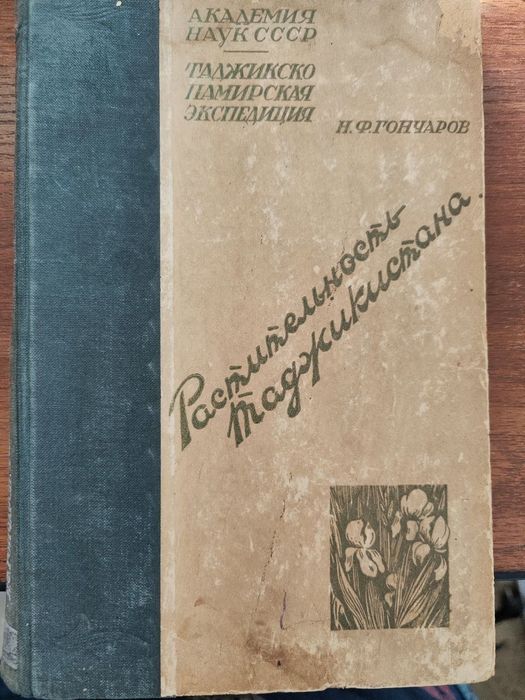 АКАДЕМИЯ
НАУК СССР
ТАДЖИКСКО
ПАМИРСКАЯ
ЭКСПЕДИЦИЯ
Н. Ф. ГОНЧАРОВ
Растительность
Таджикистана.